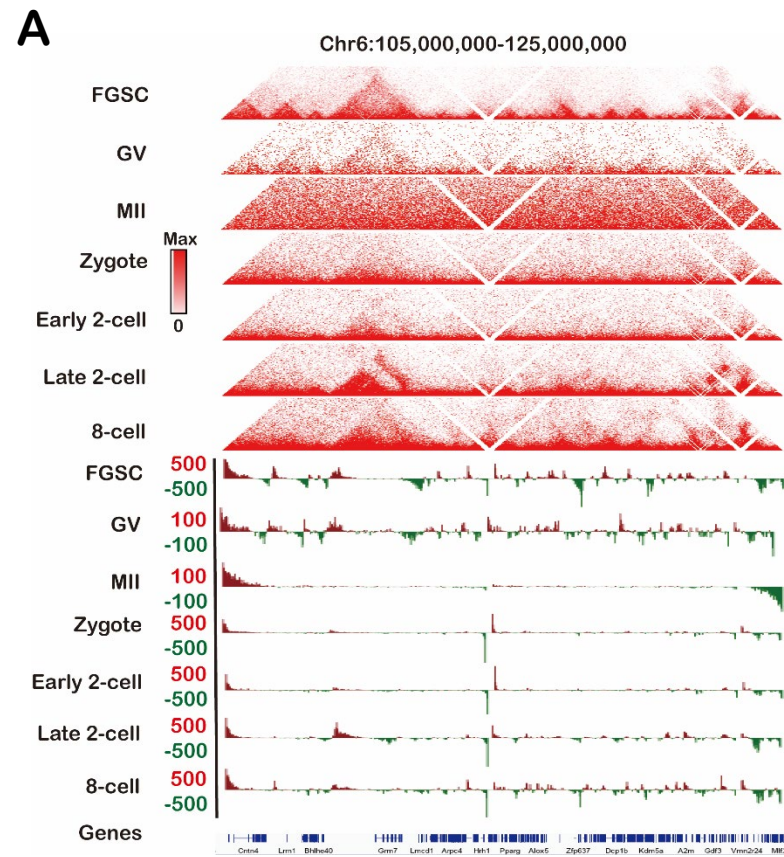 A
Chr6:105,000,000-125,000,000
FGSC
GV
MII
Zygote
Early 2-cell
Late 2-cell
8-cell
Max
0
FGSC
500
-500
GV
100
-100
MII
100
-100
Zygote
500
-500
Early 2-cell
500
-500
Late 2-cell
500
-500
8-cell
500
-500
Genes
Cntn4 Lrrn1 Bhlhe40 Grm7 Lmcd1 Arpc4 Hrh1 Pparg Alox5 Zfp637 Dcp1b Kdm5a A2m Gdf3 Vmn2r24